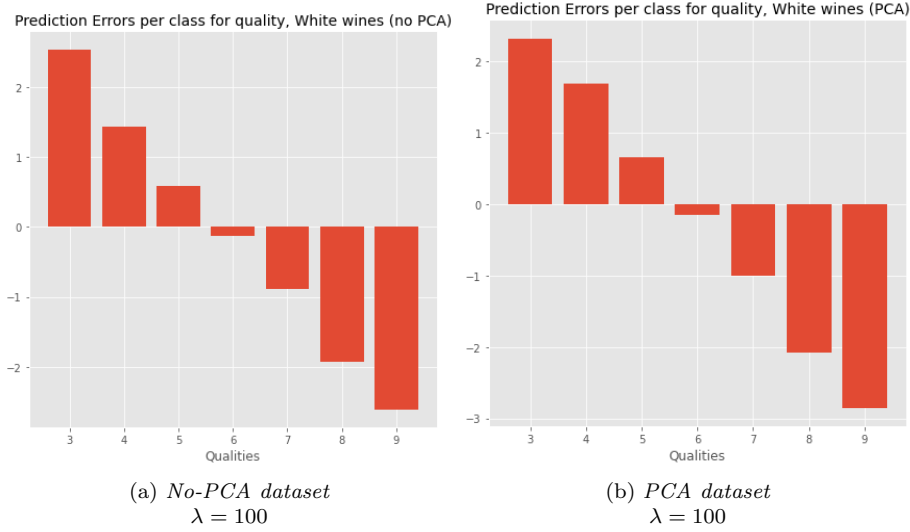 Prediction Errors per class for quality, White wines (no PCA)
2
1
0
−1
−2
3 4 5 6 7 8 9
Qualities
(a) No-PCA dataset
λ = 100
Prediction Errors per class for quality, White wines (PCA)
2
1
0
−1
−2
−3
3 4 5 6 7 8 9
Qualities
(b) PCA dataset
λ = 100